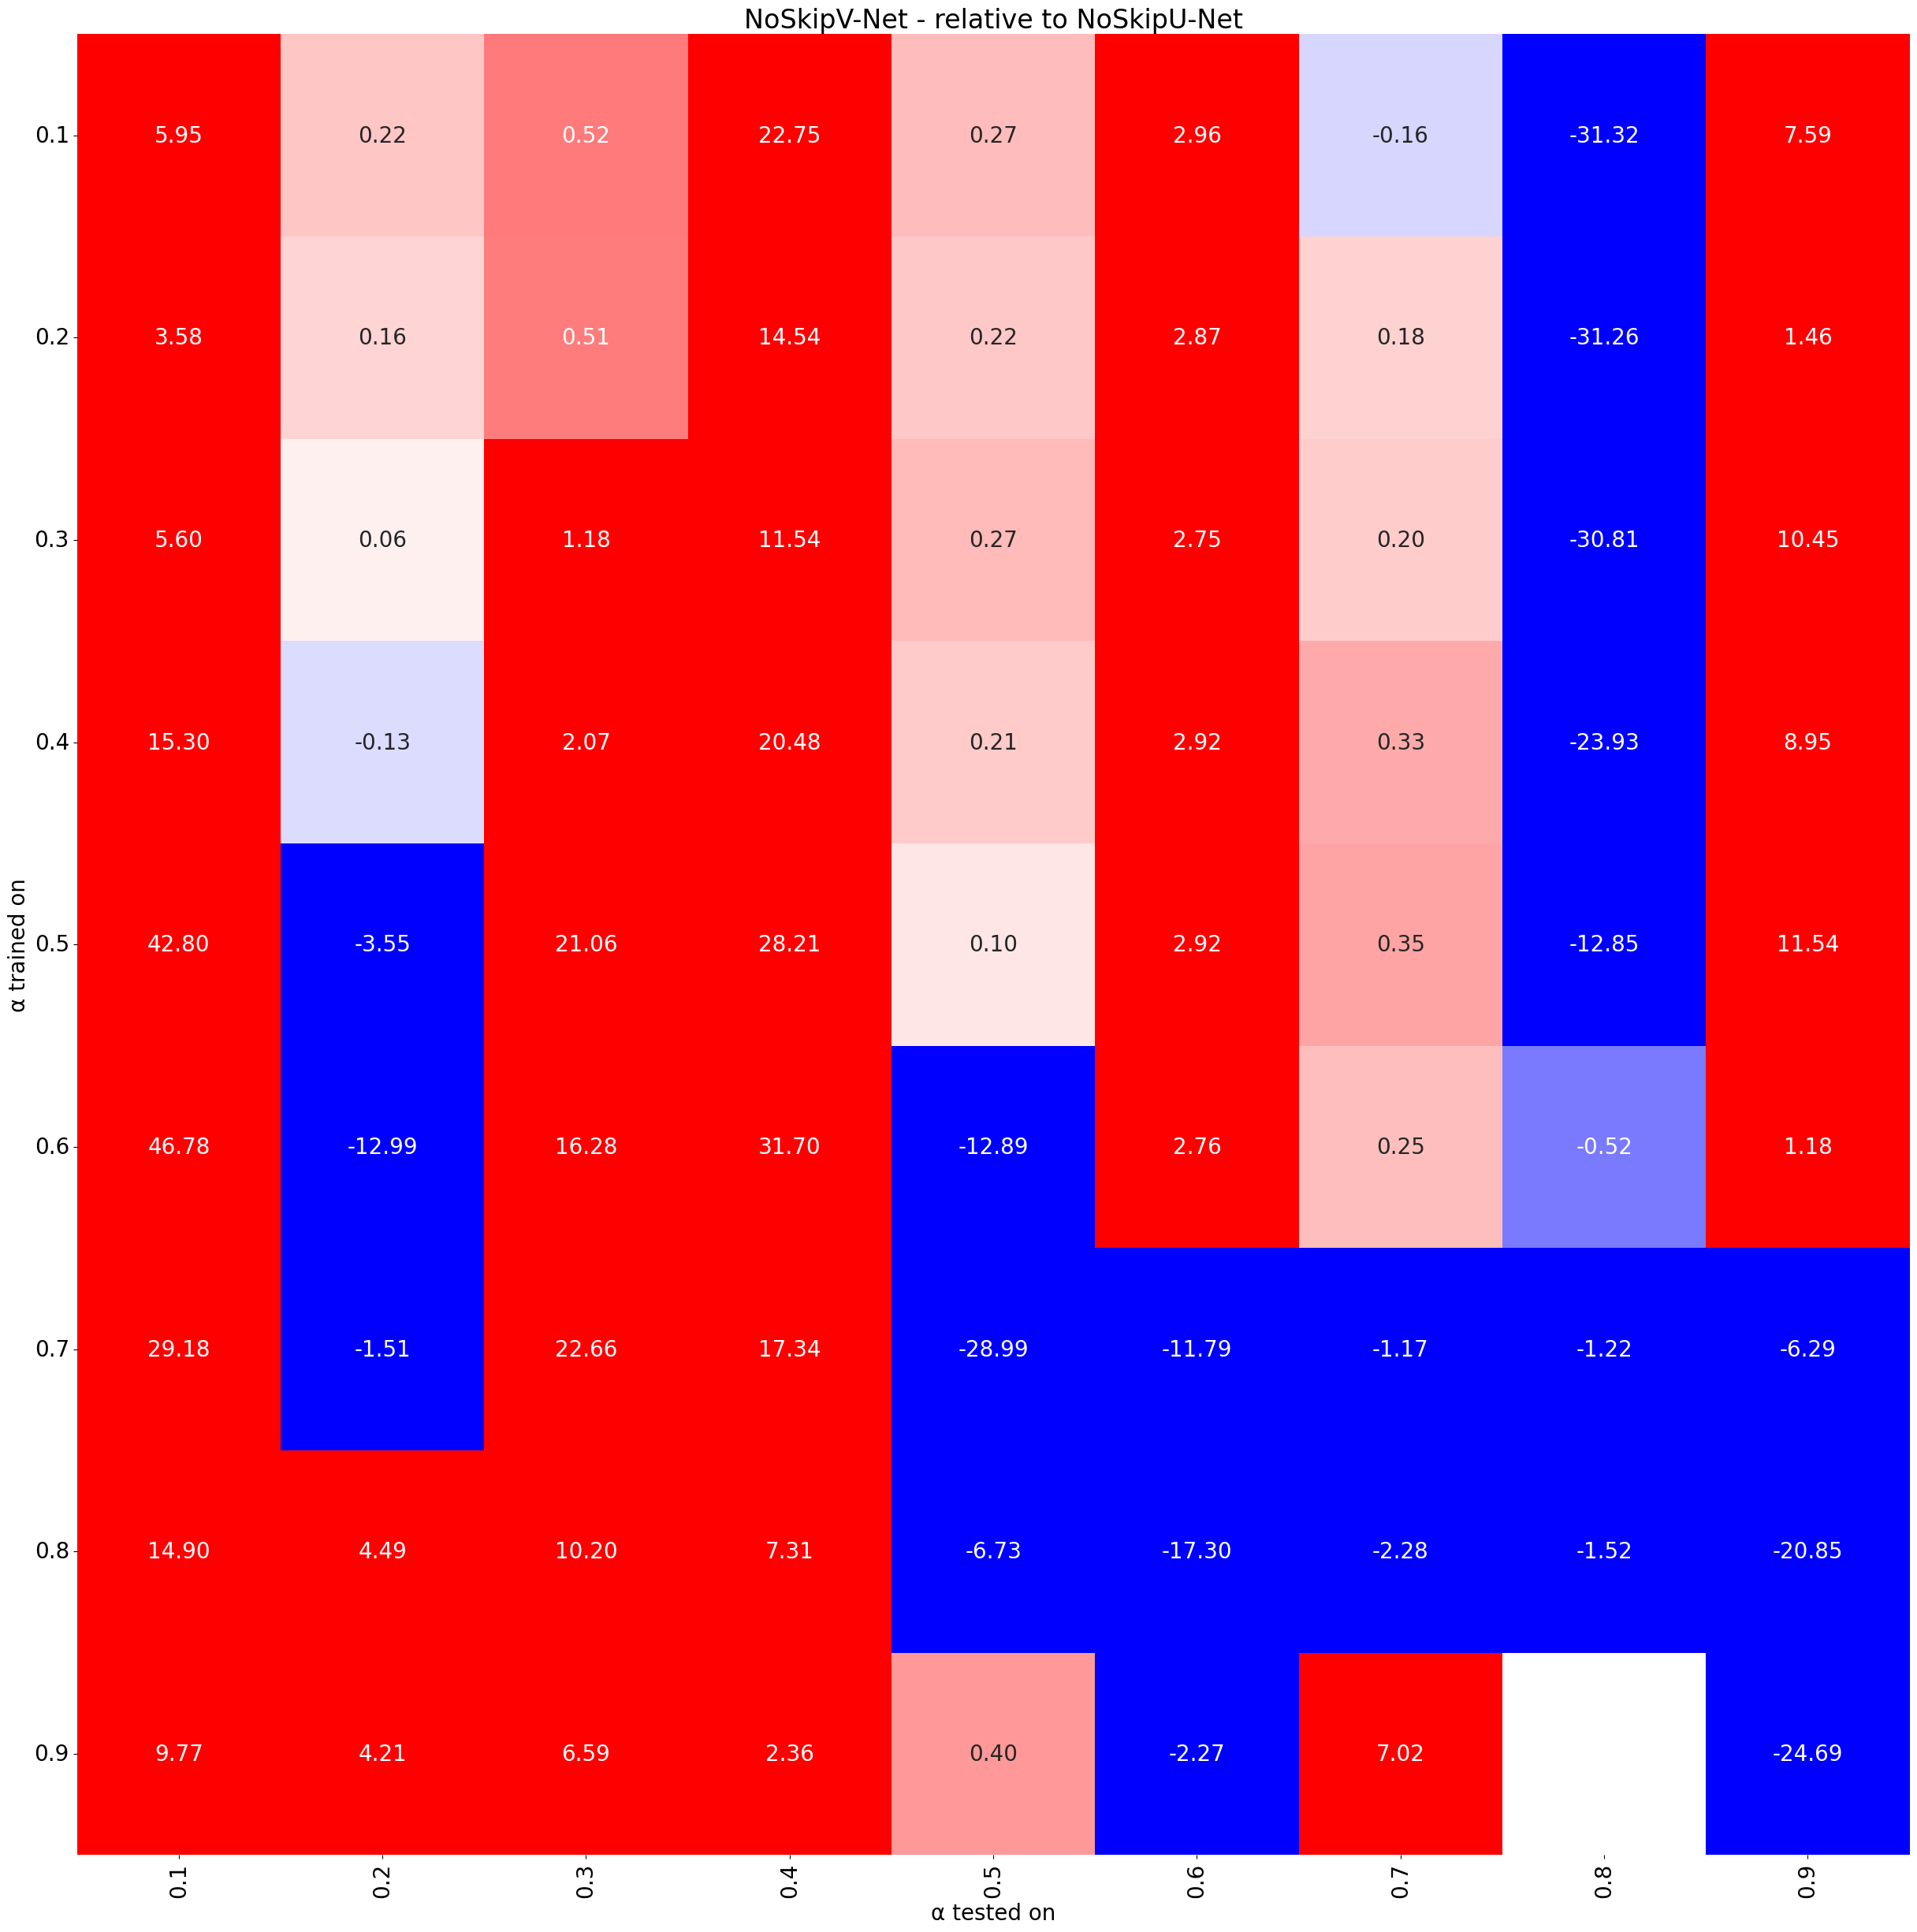 NoSkipV-Net - relative to NoSkipU-Net
0.1 5.95 0.22 0.52 22.75 0.27 2.96 -0.16 -31.32 7.59
0.2 3.58 0.16 0.51 14.54 0.22 2.87 0.18 -31.26 1.46
0.3 5.60 0.06 1.18 11.54 0.27 2.75 0.20 -30.81 10.45
0.4 15.30 -0.13 2.07 20.48 0.21 2.92 0.33 -23.93 8.95
α trained on
0.5 42.80 -3.55 21.06 28.21 0.10 2.92 0.35 -12.85 11.54
0.6 46.78 -12.99 16.28 31.70 -12.89 2.76 0.25 -0.52 1.18
0.7 29.18 -1.51 22.66 17.34 -28.99 -11.79 -1.17 -1.22 -6.29
0.8 14.90 4.49 10.20 7.31 -6.73 -17.30 -2.28 -1.52 -20.85
0.9 9.77 4.21 6.59 2.36 0.40 -2.27 7.02 -24.69
0.1 0.2 0.3 0.4 0.5 0.6 0.7 0.8 0.9
α tested on